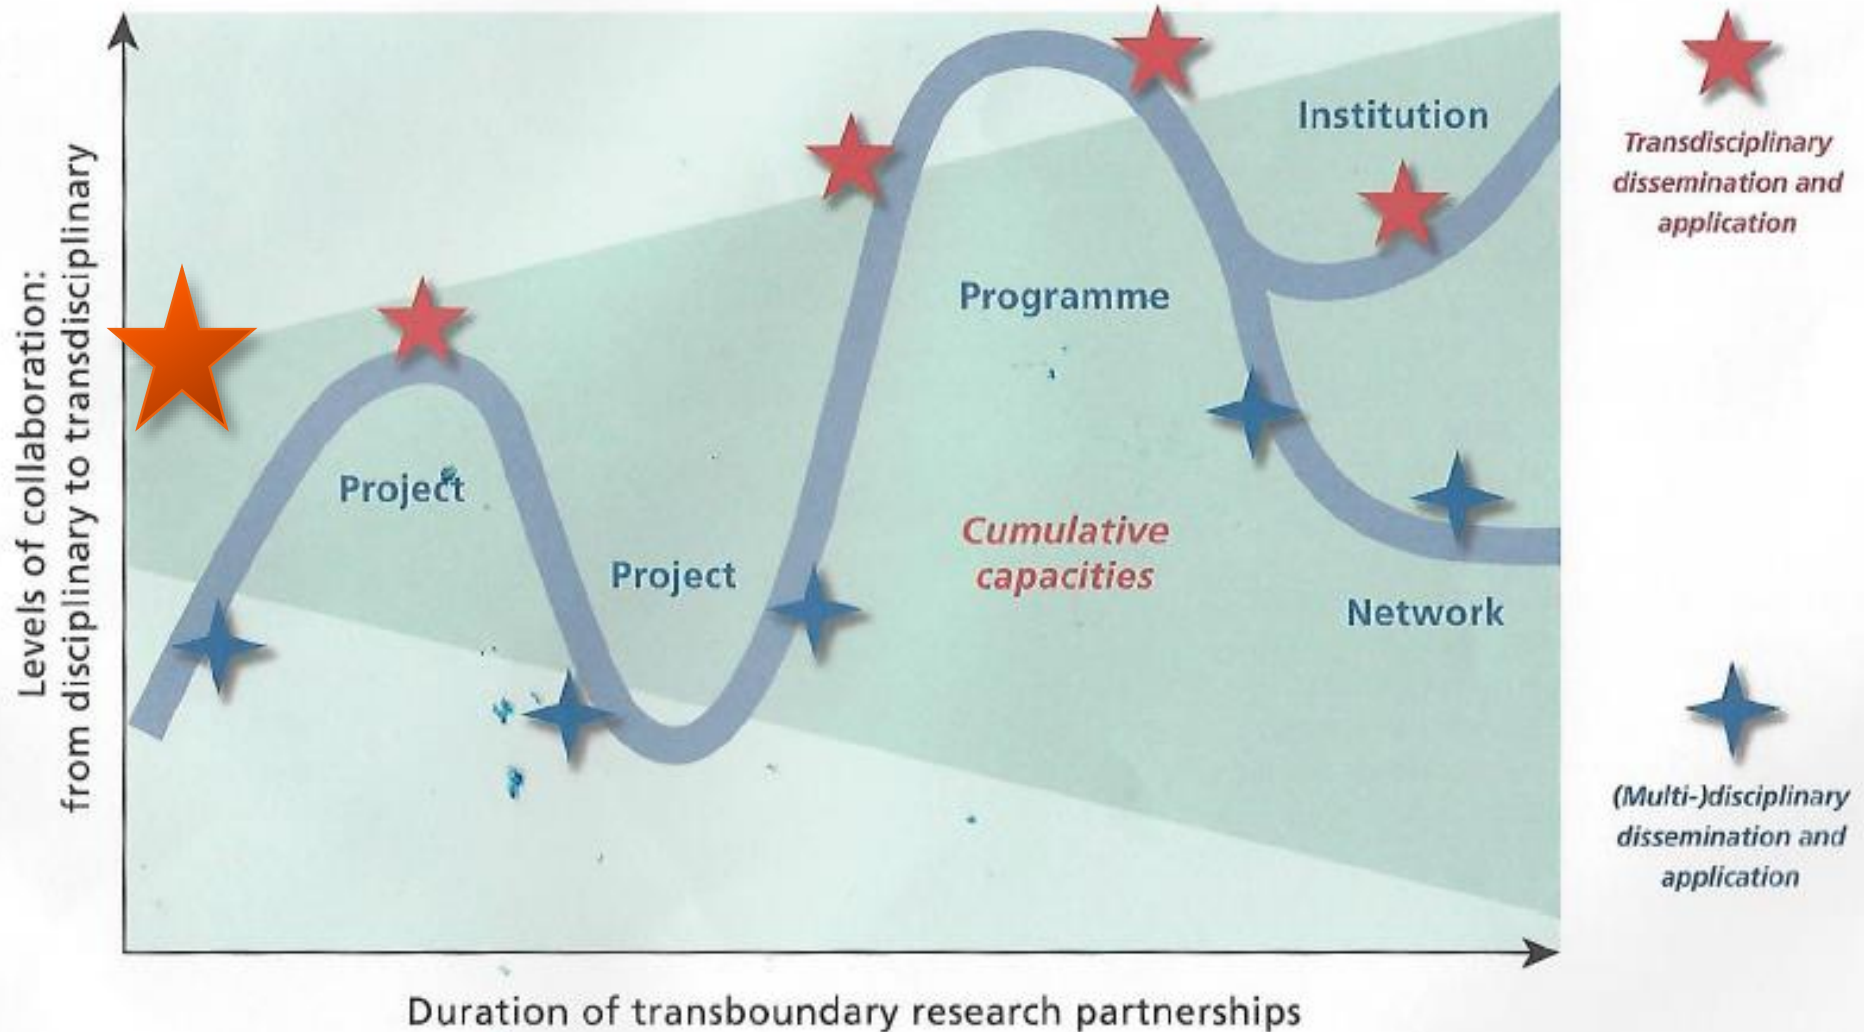 Levels of collaboration:
from disciplinary to transdisciplinary
Project
Project
Programme
Cumulative
capacities
Institution
Network
Duration of transboundary research partnerships
Transdisciplinary
dissemination and
application
(Multi-)disciplinary
dissemination and
application